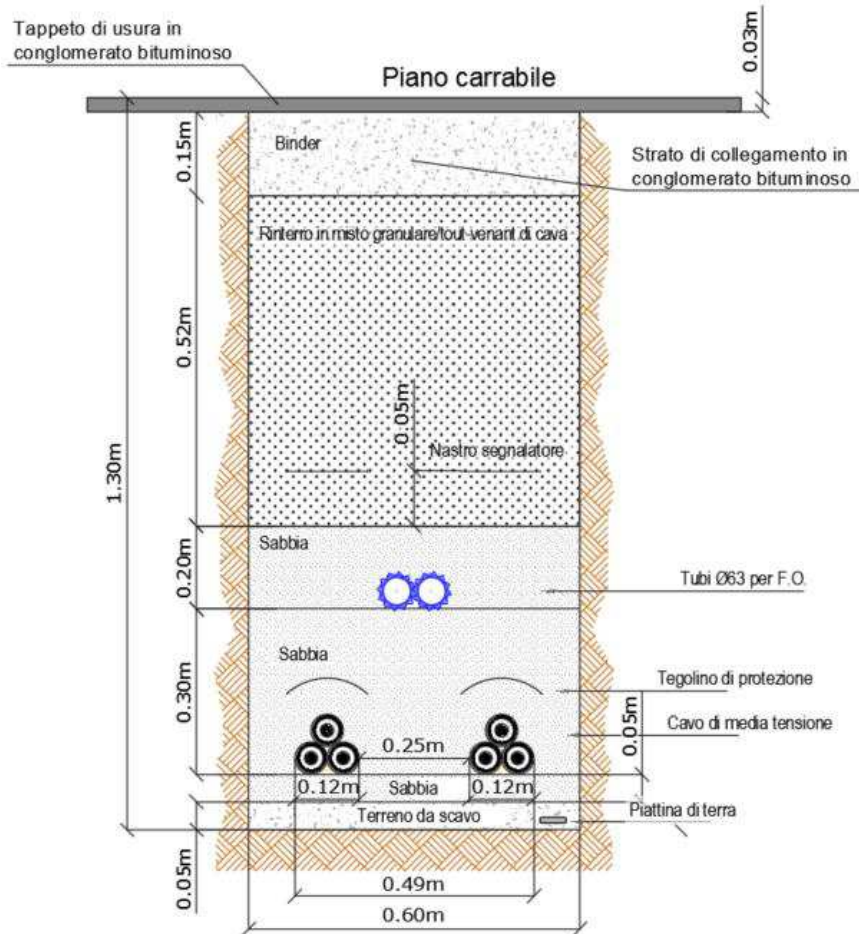 Tappeto di usura in
conglomerato bituminoso
0.03m
Piano carrabile
0.15m
Binder
Strato di collegamento in
conglomerato bituminoso
Rinterro in misto granulare/tout-venant di cava
0.52m
0.05m
Nastro segnalatore
1.30m
Sabbia
0.20m
Tubi Ø63 per F.O.
Sabbia
0.30m
Tegolino di protezione
Cavo di media tensione
0.05m
0.25m
0.12m
Sabbia
0.12m
Terreno da scavo
Piattina di terra
0.05m
0.49m
0.60m